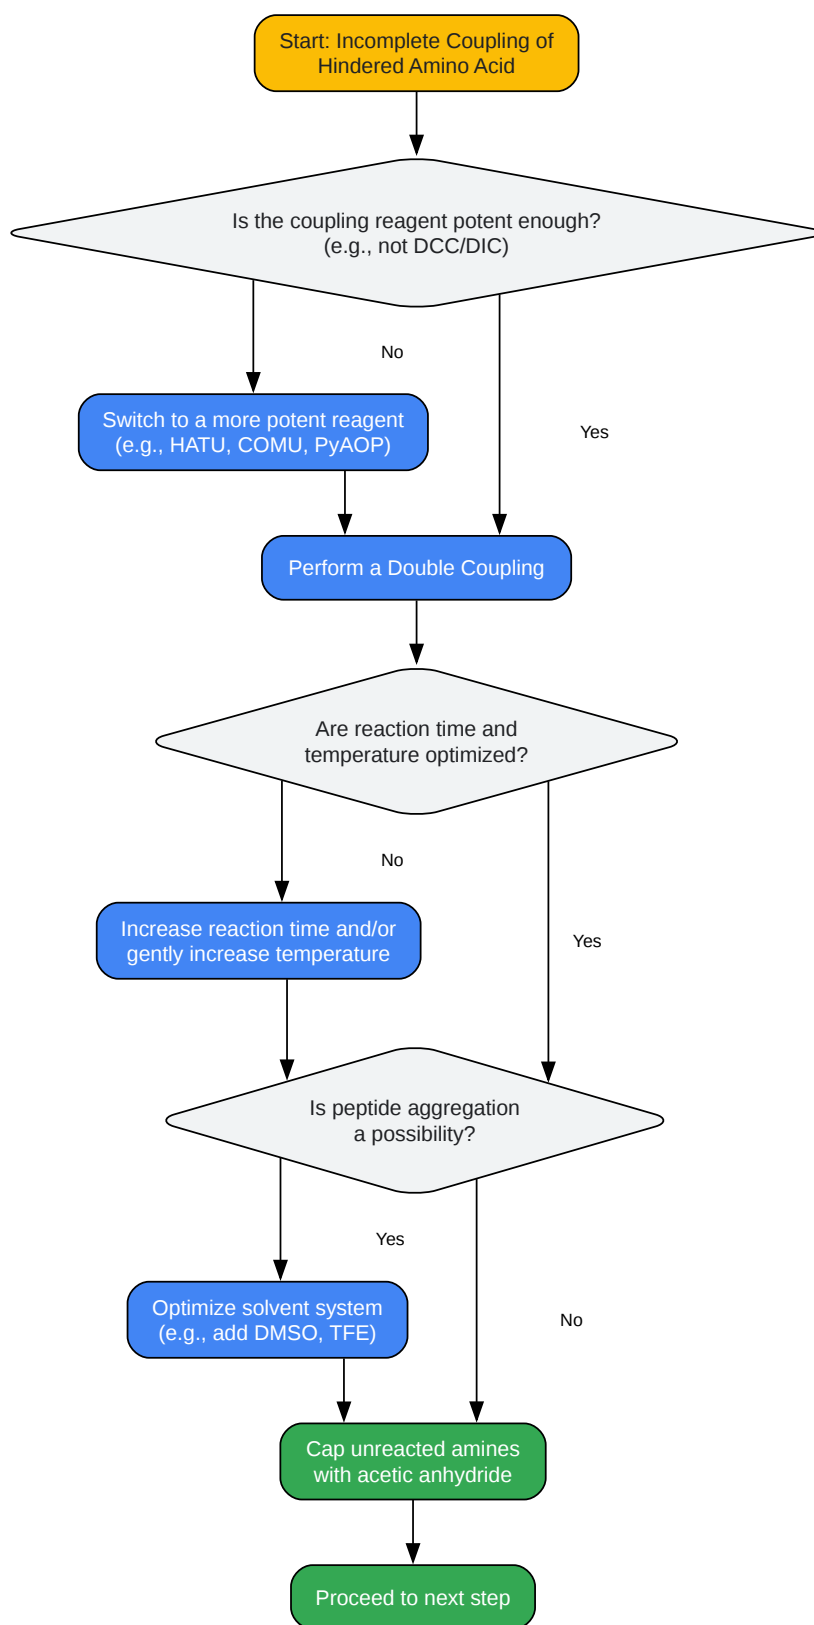 Start: Incomplete Coupling of
Hindered Amino Acid
Is the coupling reagent potent enough?
(e.g., not DCC/DIC)
No
Switch to a more potent reagent
(e.g., HATU, COMU, PyAOP)
Yes
Perform a Double Coupling
Are reaction time and
temperature optimized?
No
Increase reaction time and/or
gently increase temperature
Yes
Is peptide aggregation
a possibility?
Yes
Optimize solvent system
(e.g., add DMSO, TFE)
No
Cap unreacted amines
with acetic anhydride
Proceed to next step